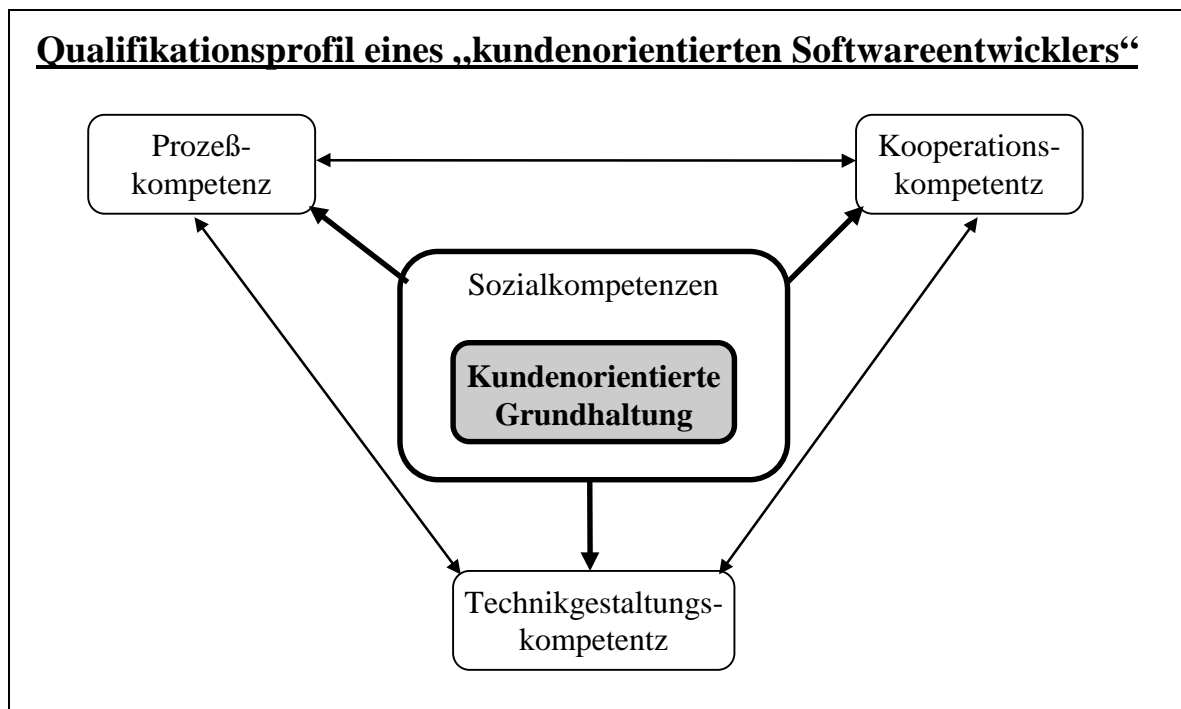 Qualifikationsprofil eines „kundenorientierten Softwareentwicklers“
Prozeß-
kompetenz
Kooperations-
kompetentz
Sozialkompetenzen
Kundenorientierte
Grundhaltung
Technikgestaltungs-
kompetentz